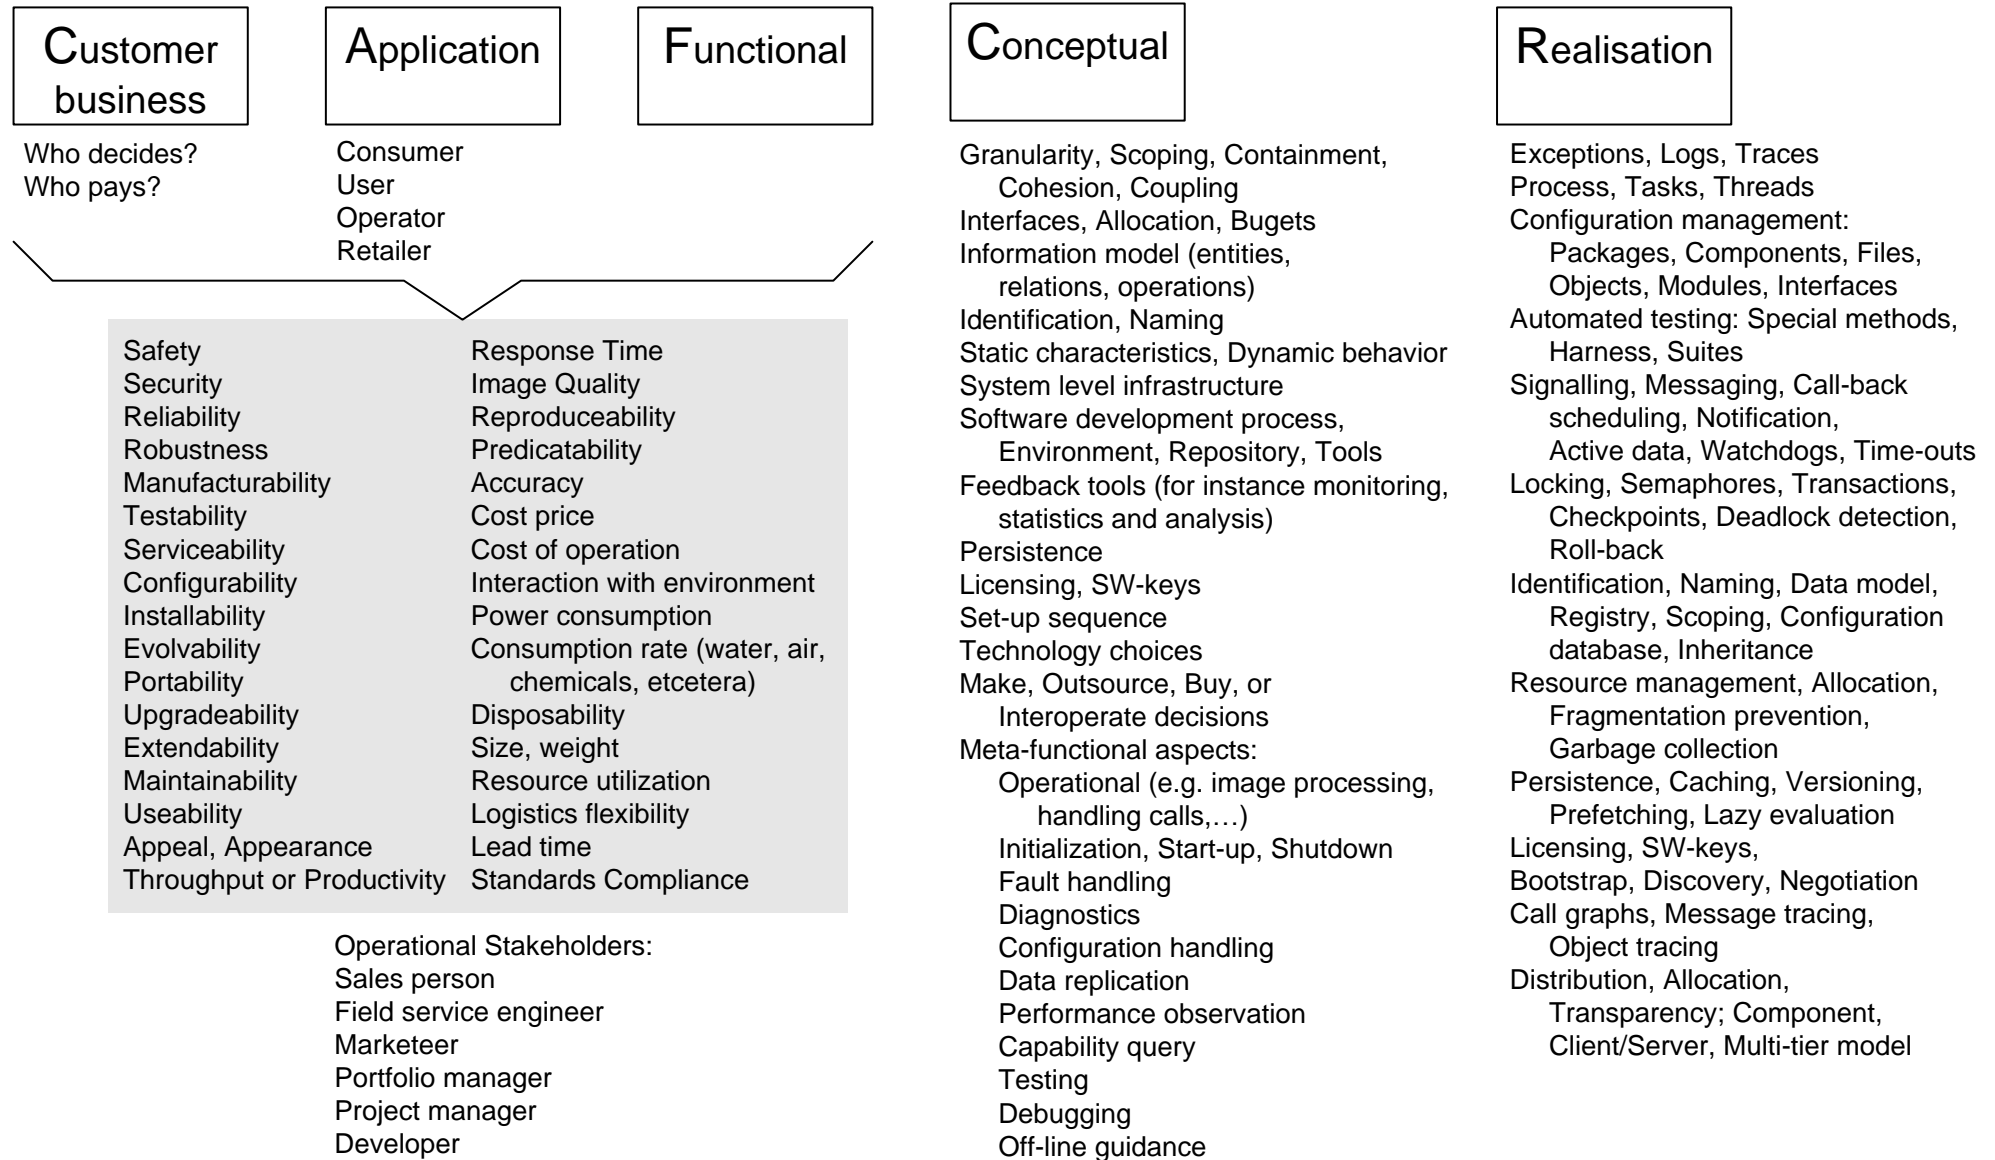 Customer
business
Application
Functional
Conceptual
Realisation
Who decides?
Who pays?
Consumer
User
Operator
Retailer
Safety
Security
Reliability
Robustness
Manufacturability
Testability
Serviceability
Configurability
Installability
Evolvability
Portability
Upgradeability
Extendability
Maintainability
Useability
Appeal, Appearance
Throughput or Productivity
Response Time
Image Quality
Reproduceability
Predicatability
Accuracy
Cost price
Cost of operation
Interaction with environment
Power consumption
Consumption rate (water, air,
chemicals, etcetera)
Disposability
Size, weight
Resource utilization
Logistics flexibility
Lead time
Standards Compliance
Operational Stakeholders:
Sales person
Field service engineer
Marketeer
Portfolio manager
Project manager
Developer
Granularity, Scoping, Containment,
Cohesion, Coupling
Interfaces, Allocation, Bugets
Information model (entities,
relations, operations)
Identification, Naming
Static characteristics, Dynamic behavior
System level infrastructure
Software development process,
Environment, Repository, Tools
Feedback tools (for instance monitoring,
statistics and analysis)
Persistence
Licensing, SW-keys
Set-up sequence
Technology choices
Make, Outsource, Buy, or
Interoperate decisions
Meta-functional aspects:
Operational (e.g. image processing,
handling calls,…)
Initialization, Start-up, Shutdown
Fault handling
Diagnostics
Configuration handling
Data replication
Performance observation
Capability query
Testing
Debugging
Off-line guidance
Exceptions, Logs, Traces
Process, Tasks, Threads
Configuration management:
Packages, Components, Files,
Objects, Modules, Interfaces
Automated testing: Special methods,
Harness, Suites
Signalling, Messaging, Call-back
scheduling, Notification,
Active data, Watchdogs, Time-outs
Locking, Semaphores, Transactions,
Checkpoints, Deadlock detection,
Roll-back
Identification, Naming, Data model,
Registry, Scoping, Configuration
database, Inheritance
Resource management, Allocation,
Fragmentation prevention,
Garbage collection
Persistence, Caching, Versioning,
Prefetching, Lazy evaluation
Licensing, SW-keys,
Bootstrap, Discovery, Negotiation
Call graphs, Message tracing,
Object tracing
Distribution, Allocation,
Transparency; Component,
Client/Server, Multi-tier model